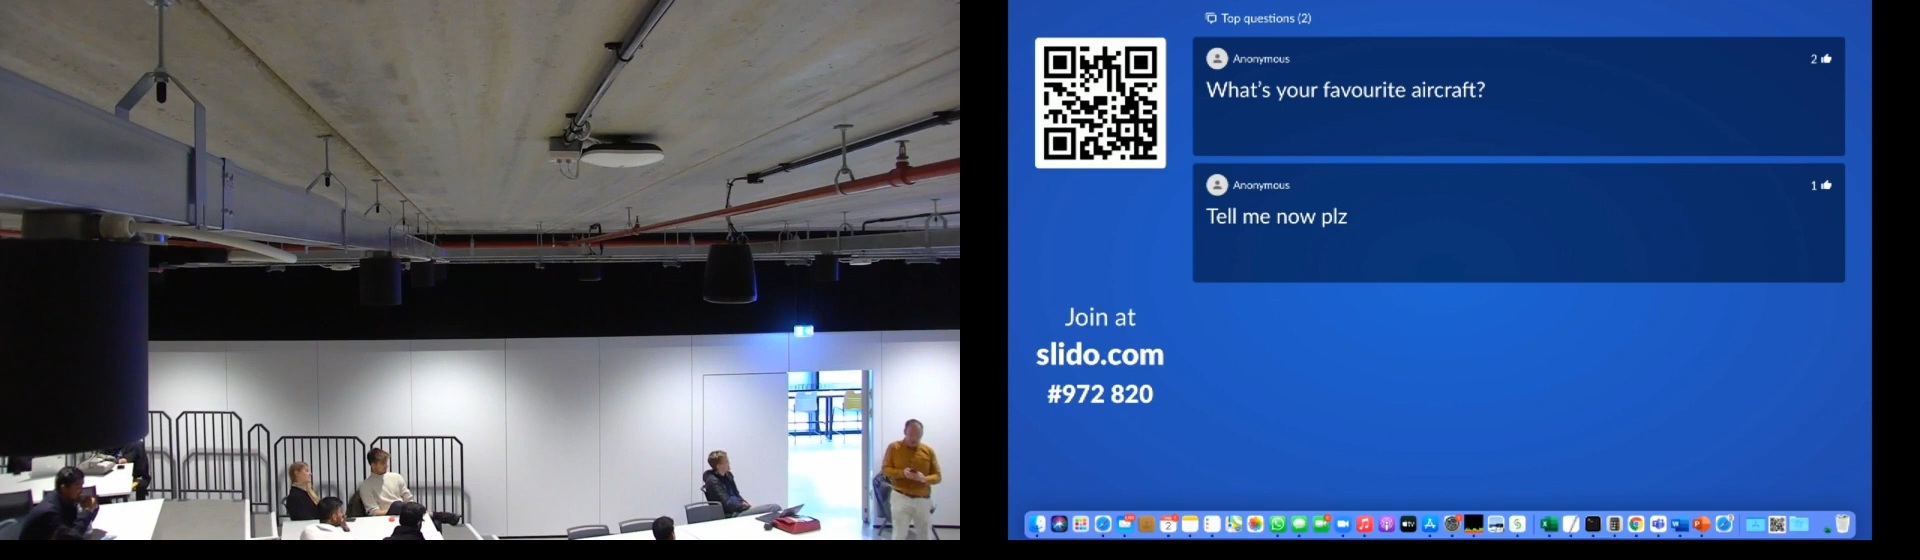 Top questions (2)
Anonymous
2
What's your favourite aircraft?
Anonymous
1
Tell me now plz
Join at
slido.com
#972 820